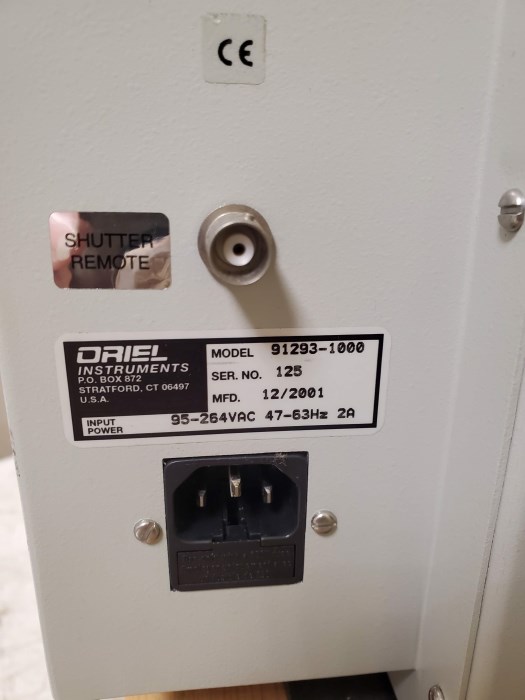 CE
SHUTTER
REMOTE
ORIEL
INSTRUMENTS
P.O. BOX 872
STRATFORD, CT 06497
U.S.A.
MODEL 91293-1000
SER. NO. 125
MFD. 12/2001
INPUT
POWER
95-264VAC 47-63Hz 2A